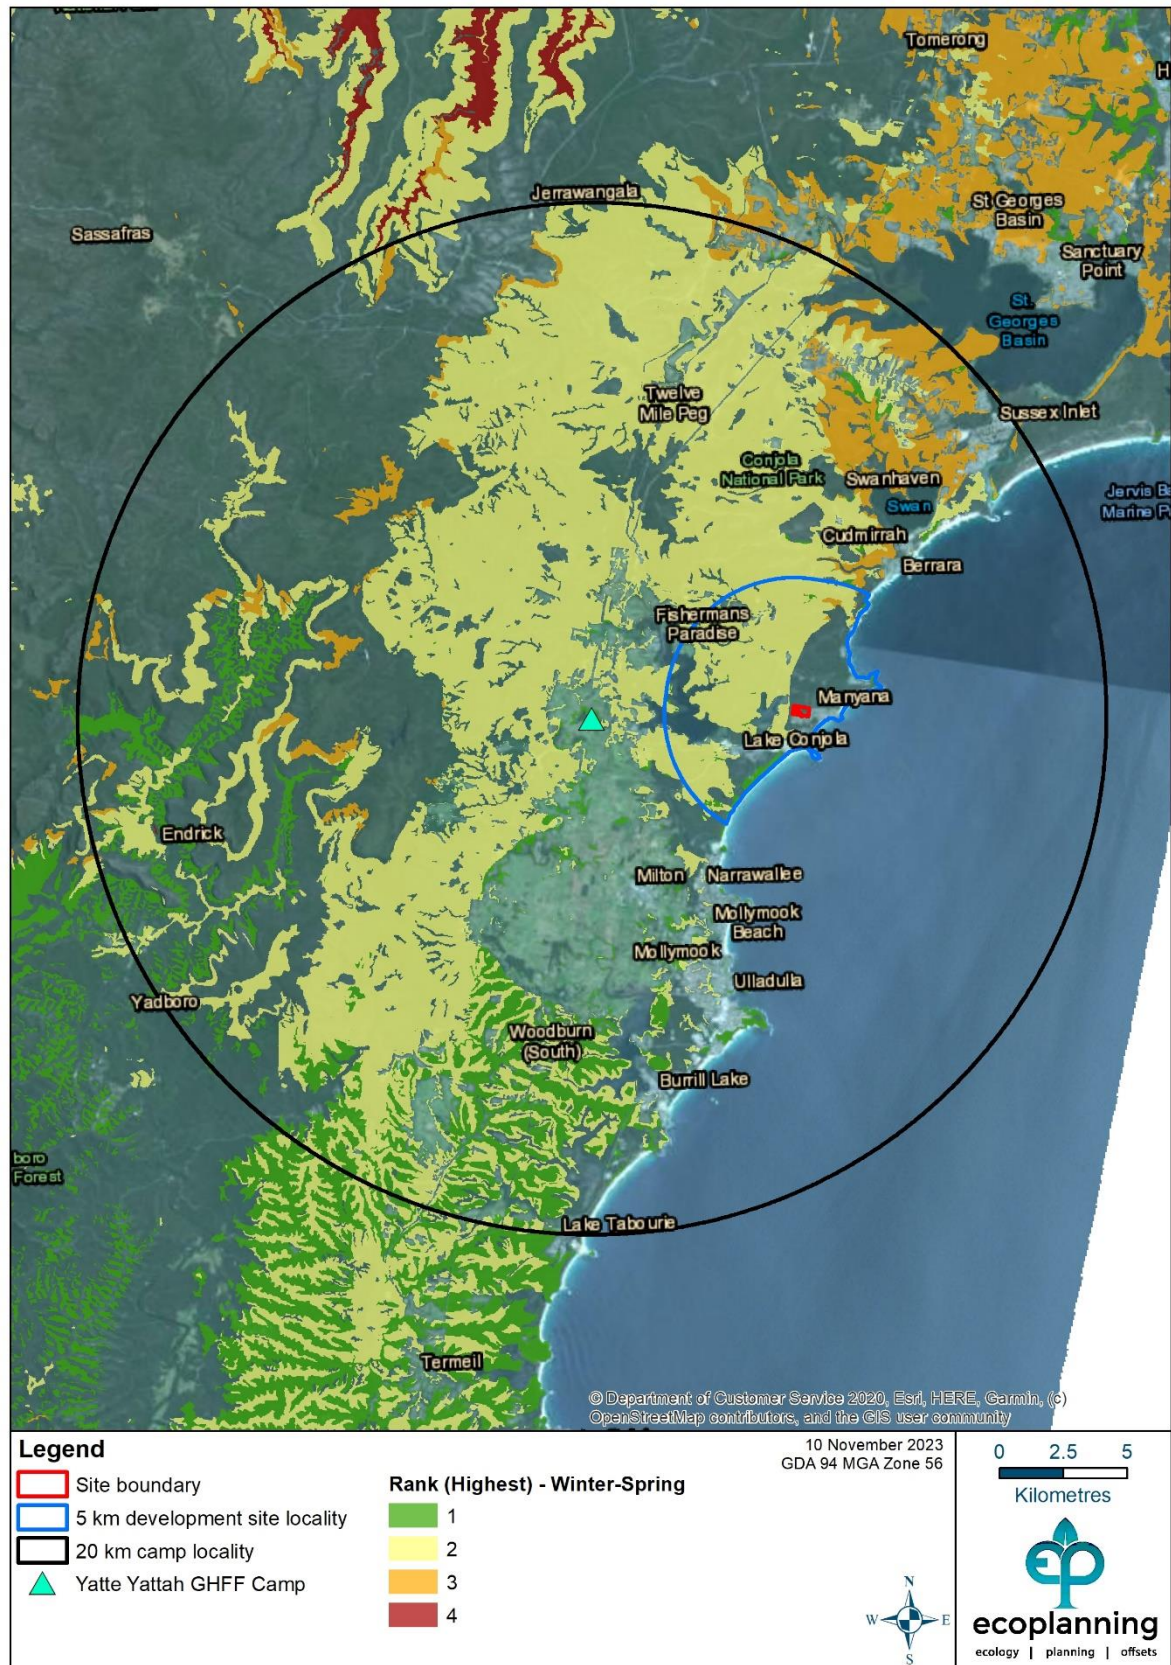 Tomerong
H
Jerrawangala
Sassafras
St Georges
Basin
Sanctuary
Point
St.
Georges
Basin
Twelve
Mile Peg
Sussex Inlet
Conjola
National Park
Swanhaven
Swan
Jervis Ba
Marine P
Cudmirrah
Berrara
Fishermans
Paradise
Manyana
Lake Conjola
Endrick
Milton
Narrawallee
Mollymook
Beach
Mollymook
Ulladulla
Yadboro
Woodburn
(South)
Burrill Lake
boro
Forest
Lake Tabourie
Termeil
© Department of Customer Service 2020, Esri, HERE, Garmin, (c)
OpenStreetMap contributors, and the GIS user community
Legend
Site boundary
5 km development site locality
20 km camp locality
Yatte Yattah GHFF Camp
Rank (Highest) - Winter-Spring
1
2
3
4
10 November 2023
GDA 94 MGA Zone 56
N
W E
S
0 2.5 5
Kilometres
ep
ecoplanning
ecology | planning | offsets